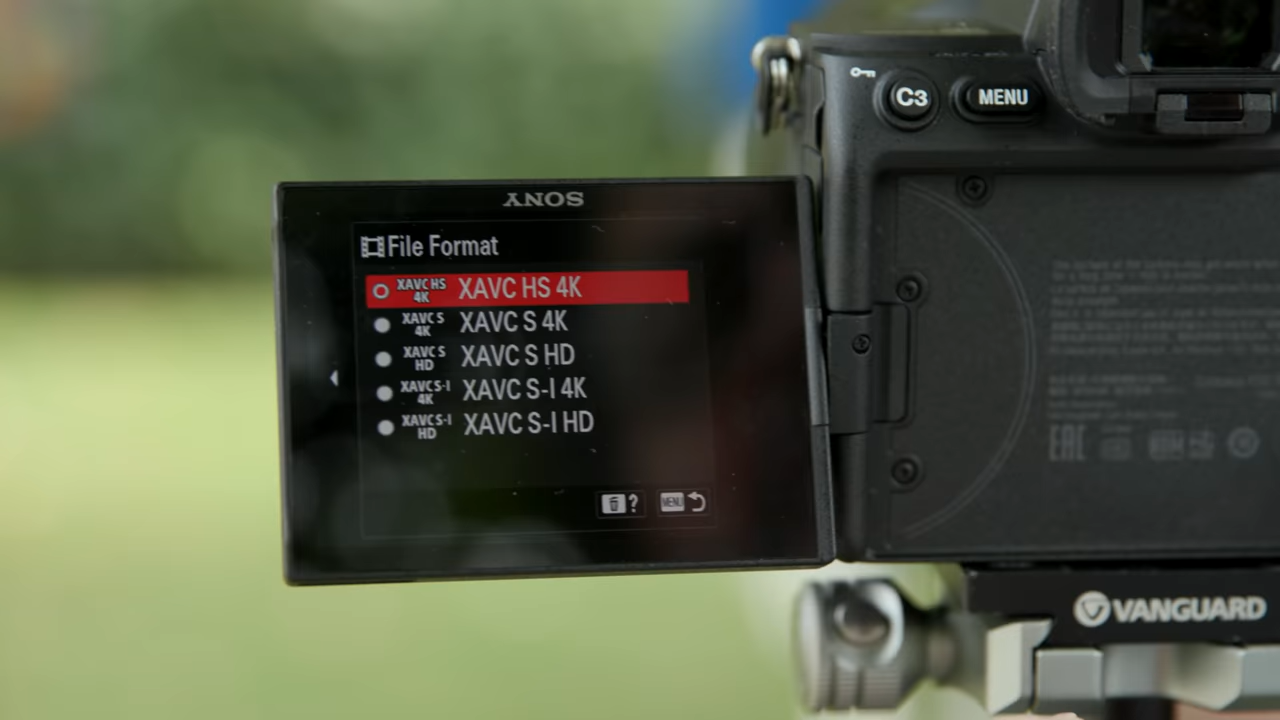 C3
MENU
SONY
File Format
XAVC HS 4K XAVC HS 4K
XAVC S 4K XAVC S 4K
XAVC S HD XAVC S HD
XAVC S-I 4K XAVC S-I 4K
XAVC S-I HD XAVC S-I HD
? MENU
EAC
VANGUARD